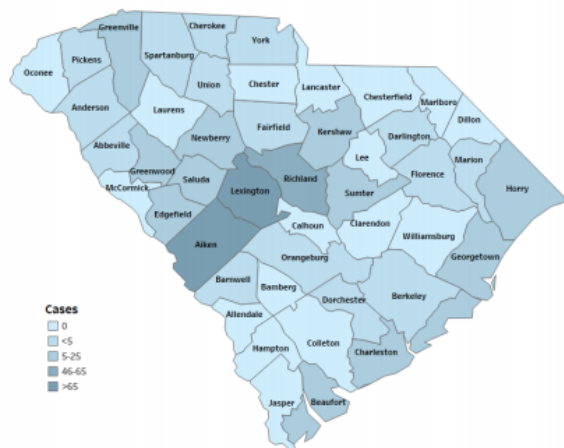 Cherokee
Greenville
York
Spartanburg
Pickens
Oconee
Union
Chester
Lancaster
Chesterfield
Marlboro
Anderson
Laurens
Dillon
Fairfield
Kershaw
Darlington
Newberry
Abbeville
Lee
Marion
Greenwood
Saluda
Richland
Florence
McCormick
Lexington
Sumter
Horry
Edgefield
Calhoun
Clarendon
Williamsburg
Aiken
Orangeburg
Georgetown
Barnwell
Bamberg
Dorchester
Berkeley
Allendale
Colleton
Hampton
Charleston
Jasper
Beaufort
Cases
0
<5
5-25
46-65
>65